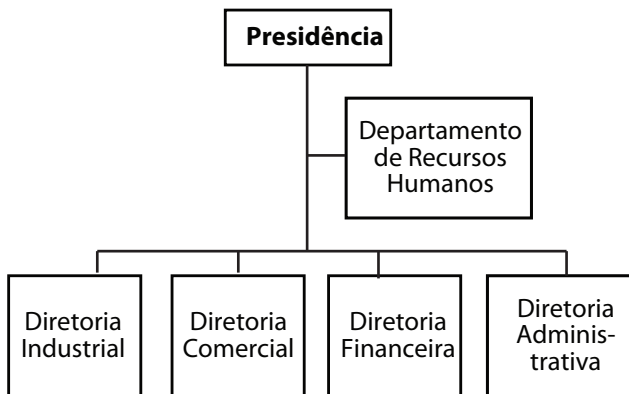 Presidência
Departamento
de Recursos
Humanos
Diretoria
Industrial
Diretoria
Comercial
Diretoria
Financeira
Diretoria
Adminis-
trativa